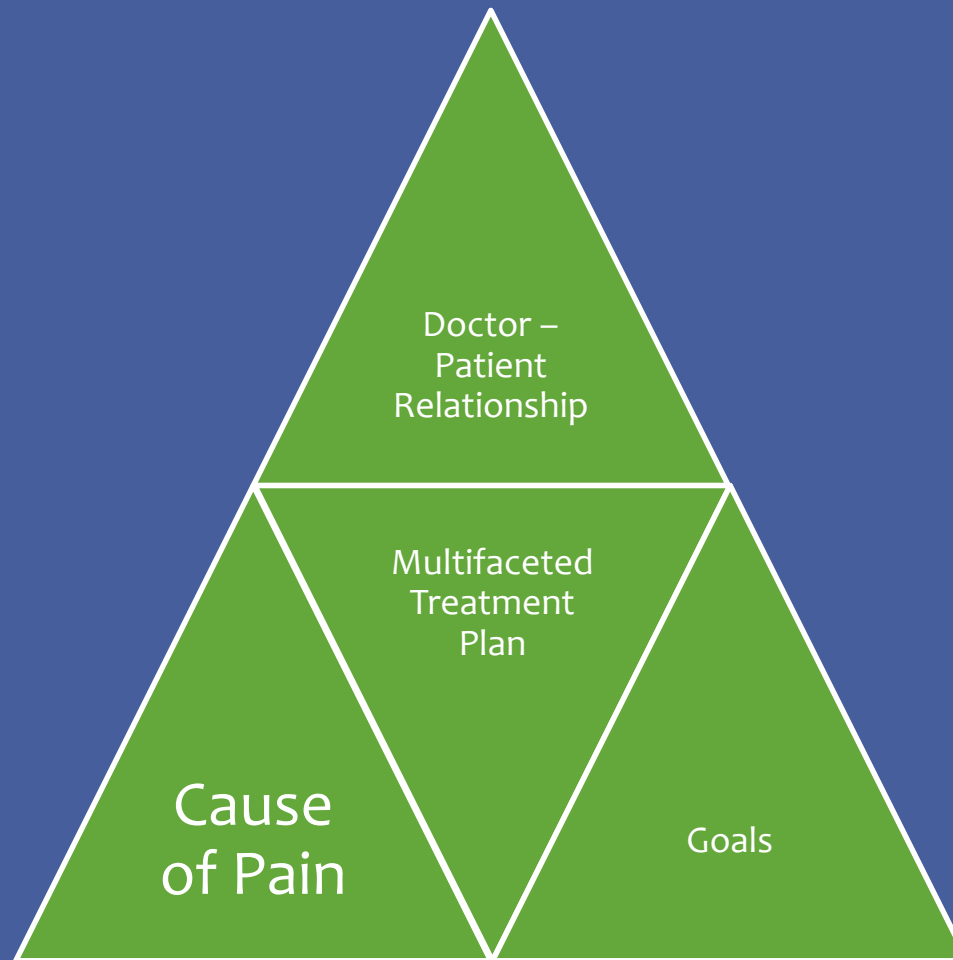 Doctor –
Patient
Relationship
Multifaceted
Treatment
Plan
Cause
of Pain
Goals